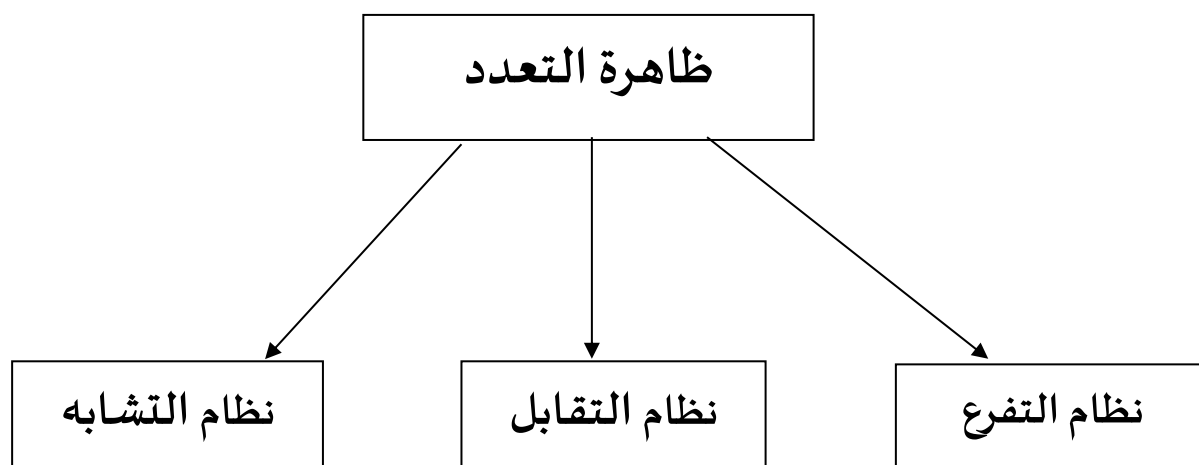 ظاهرة التعدد
نظام التفرع
نظام التقابل
نظام التشابه